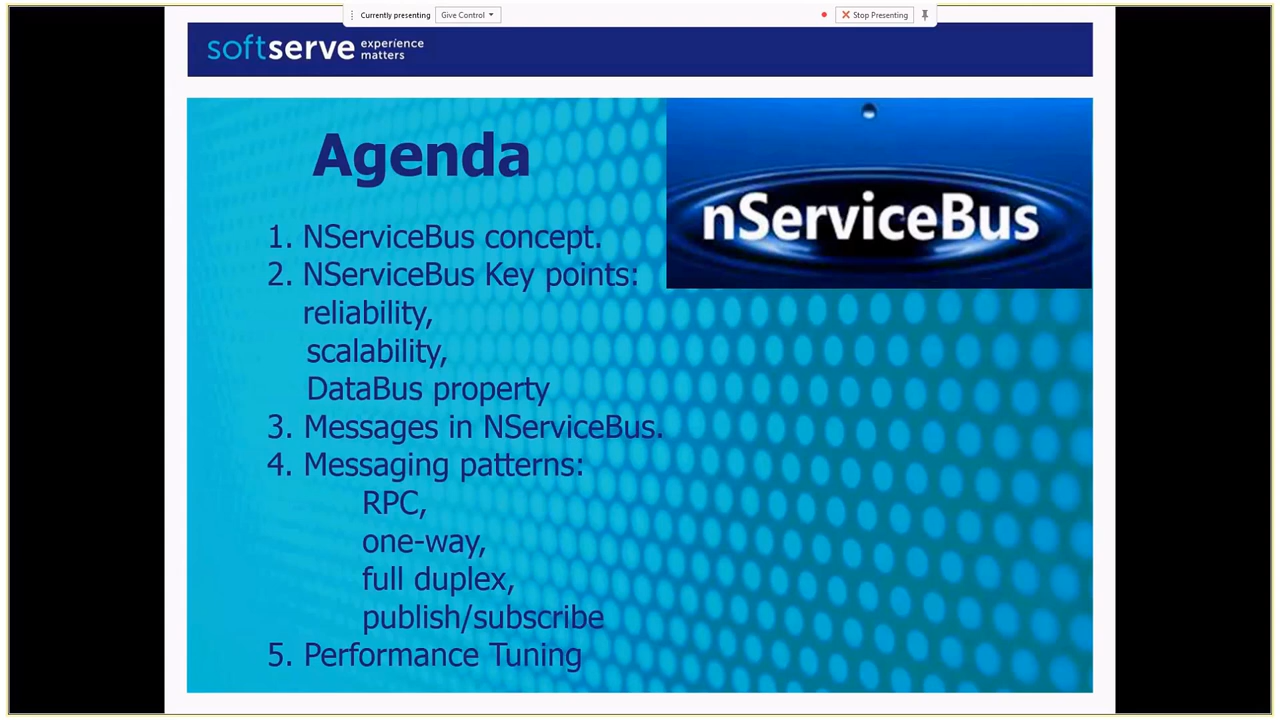 Currently presenting Give Control Stop Presenting
softserve experience matters
Agenda
nServiceBus
1. NServiceBus concept.
2. NServiceBus Key points:
reliability,
scalability,
DataBus property
3. Messages in NServiceBus.
4. Messaging patterns:
RPC,
one-way,
full duplex,
publish/subscribe
5. Performance Tuning